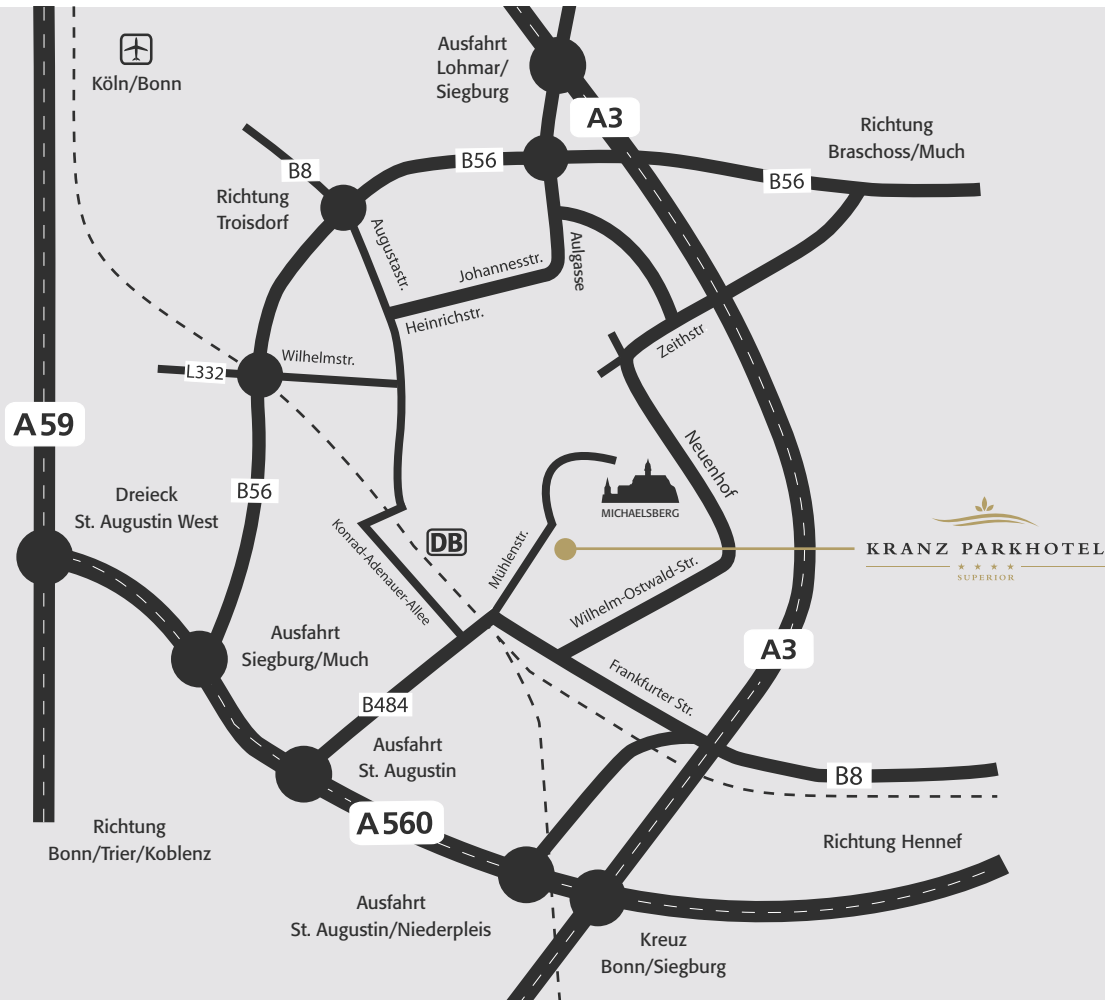 Köln/Bonn
Ausfahrt
Lohmar/
Siegburg
A3
Richtung
Braschoss/Much
B8
B56
B56
Richtung
Troisdorf
Augustastr.
Johannesstr.
Aulgasse
Heinrichstr.
Zeithstr
Wilhelmstr.
L332
A59
Neuenhof
B56
Dreieck
St. Augustin West
MICHAELSBERG
Konrad-Adenauer-Allee
DB
Mühlenstr.
KRANZ PARKHOTEL
SUPERIOR
Wilhelm-Ostwald-Str.
Ausfahrt
Siegburg/Much
A3
Frankfurter Str.
B484
Ausfahrt
St. Augustin
B8
A560
Richtung
Bonn/Trier/Koblenz
Richtung Hennef
Ausfahrt
St. Augustin/Niederpleis
Kreuz
Bonn/Siegburg